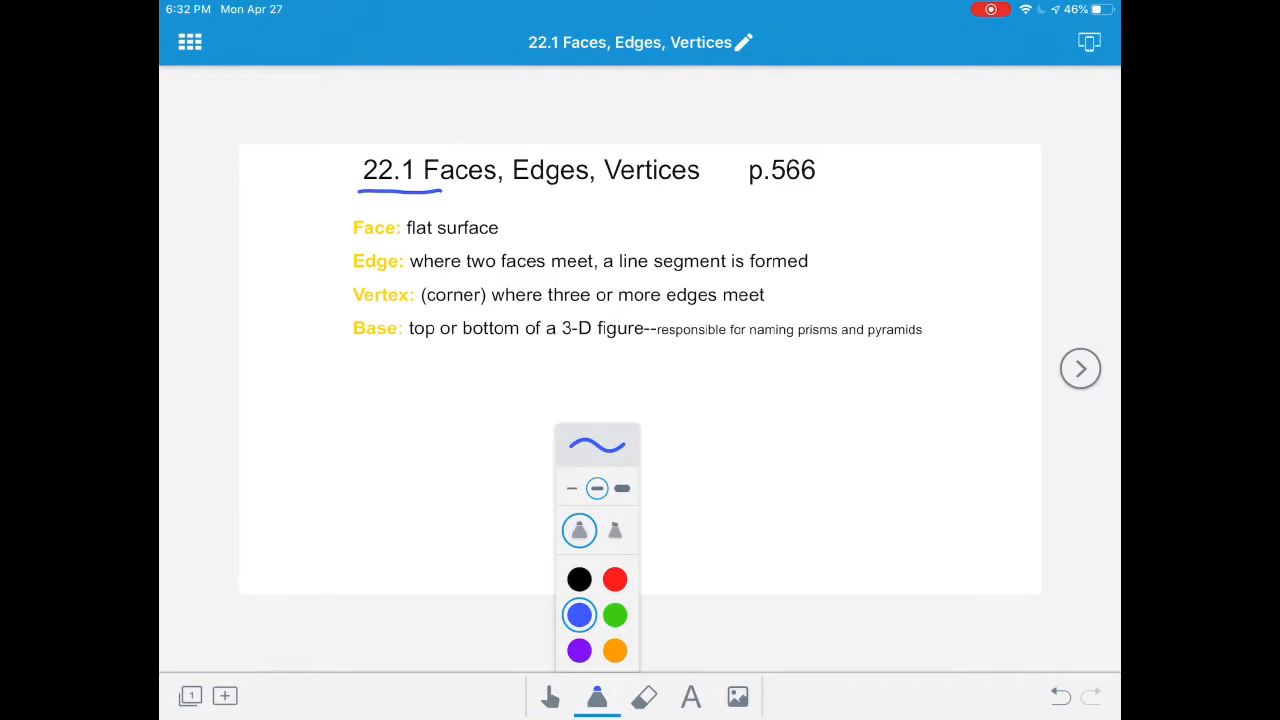 6:32 PM Mon Apr 27
46%
22.1 Faces, Edges, Vertices
22.1 Faces, Edges, Vertices p.566
Face: flat surface
Edge: where two faces meet, a line segment is formed
Vertex: (corner) where three or more edges meet
Base: top or bottom of a 3-D figure--responsible for naming prisms and pyramids
1
A